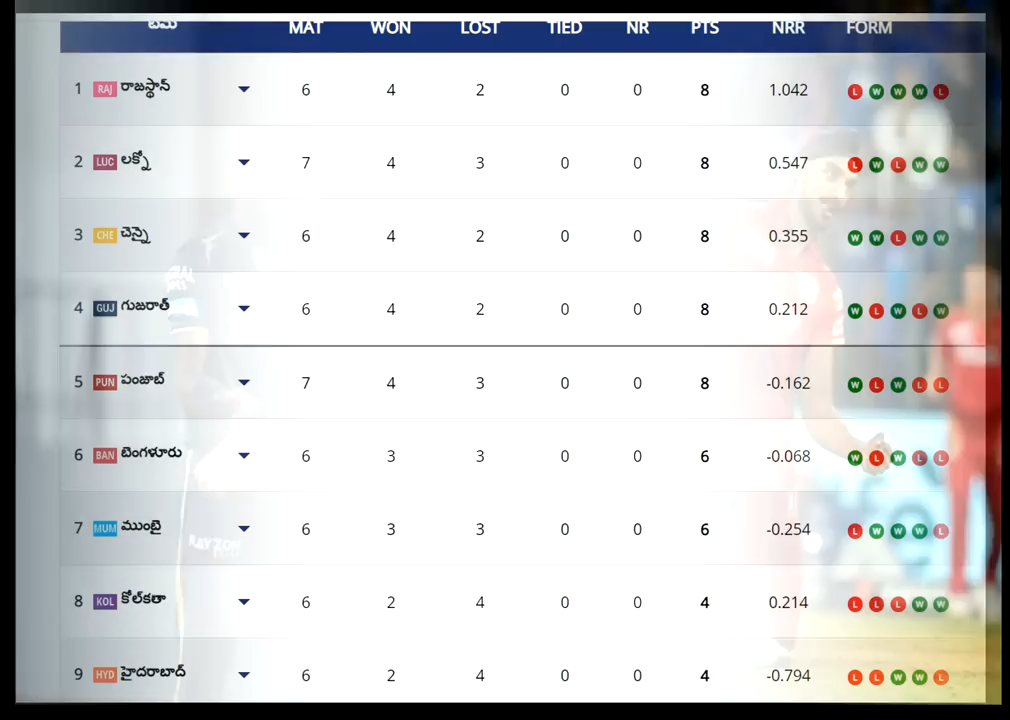 టీమ్ MAT WON LOST TIED NR PTS NRR FORM
1 RAJ రాజస్థాన్ 6 4 2 0 0 8 1.042 L W W W L
2 LUC లక్నో 7 4 3 0 0 8 0.547 L W L W W
3 CHE చెన్నై 6 4 2 0 0 8 0.355 W W L W W
4 GUJ గుజరాత్ 6 4 2 0 0 8 0.212 W L W L W
5 PUN పంజాబ్ 7 4 3 0 0 8 -0.162 W L W L L
6 BAN బెంగళూరు 6 3 3 0 0 6 -0.068 W L W L L
7 MUM ముంబై 6 3 3 0 0 6 -0.254 L W W W L
8 KOL కోల్‌కతా 6 2 4 0 0 4 0.214 L L L W W
9 HYD హైదరాబాద్ 6 2 4 0 0 4 -0.794 L L W W L
RAYZON